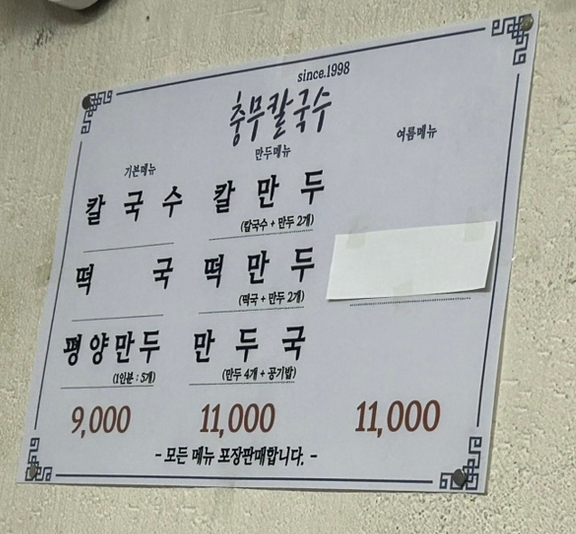 since.1998
충무칼국수
기본메뉴
칼국수
떡국
평양만두
(1인분 : 5개)
9,000
만두메뉴
칼만두
(칼국수 + 만두 2개)
떡만두
(떡국 + 만두 2개)
만두국
(만두 4개 + 공기밥)
11,000
여름메뉴
11,000
- 모든 메뉴 포장판매합니다. -